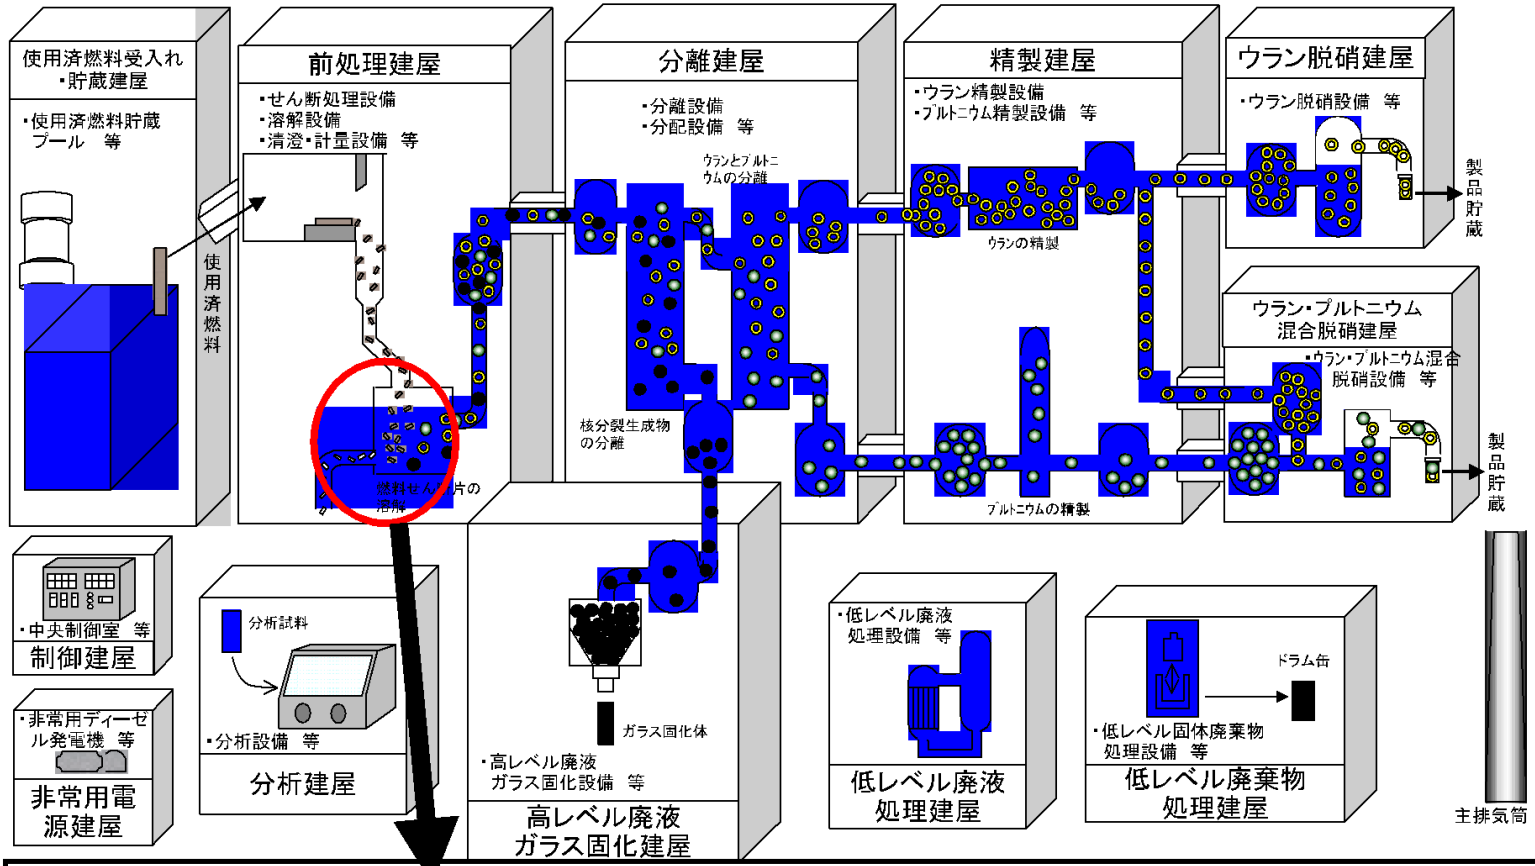 使用済燃料受入れ
・貯蔵建屋
・使用済燃料貯蔵
プール 等
使用済燃料
前処理建屋
・せん断処理設備
・溶解設備
・清澄・計量設備 等
燃料せん
片の
溶解
分離建屋
・分離設備
・分配設備 等
ウランとプルトニ
ウムの分離
核分裂生成物
の分離
精製建屋
・ウラン精製設備
・プルトニウム精製設備 等
ウランの精製
プルトニウムの精製
ウラン脱硝建屋
・ウラン脱硝設備 等
製品貯蔵
ウラン・プルトニウム
混合脱硝建屋
・ウラン・プルトニウム混合
脱硝設備 等
製品貯蔵
・中央制御室 等
制御建屋
・非常用ディーゼ
ル発電機 等
非常用電
源建屋
分析試料
・分析設備 等
分析建屋
ガラス固化体
・高レベル廃液
ガラス固化設備 等
高レベル廃液
ガラス固化建屋
・低レベル廃液
処理設備 等
低レベル廃液
処理建屋
ドラム缶
・低レベル固体廃棄物
処理設備 等
低レベル廃棄物
処理建屋
主排気筒